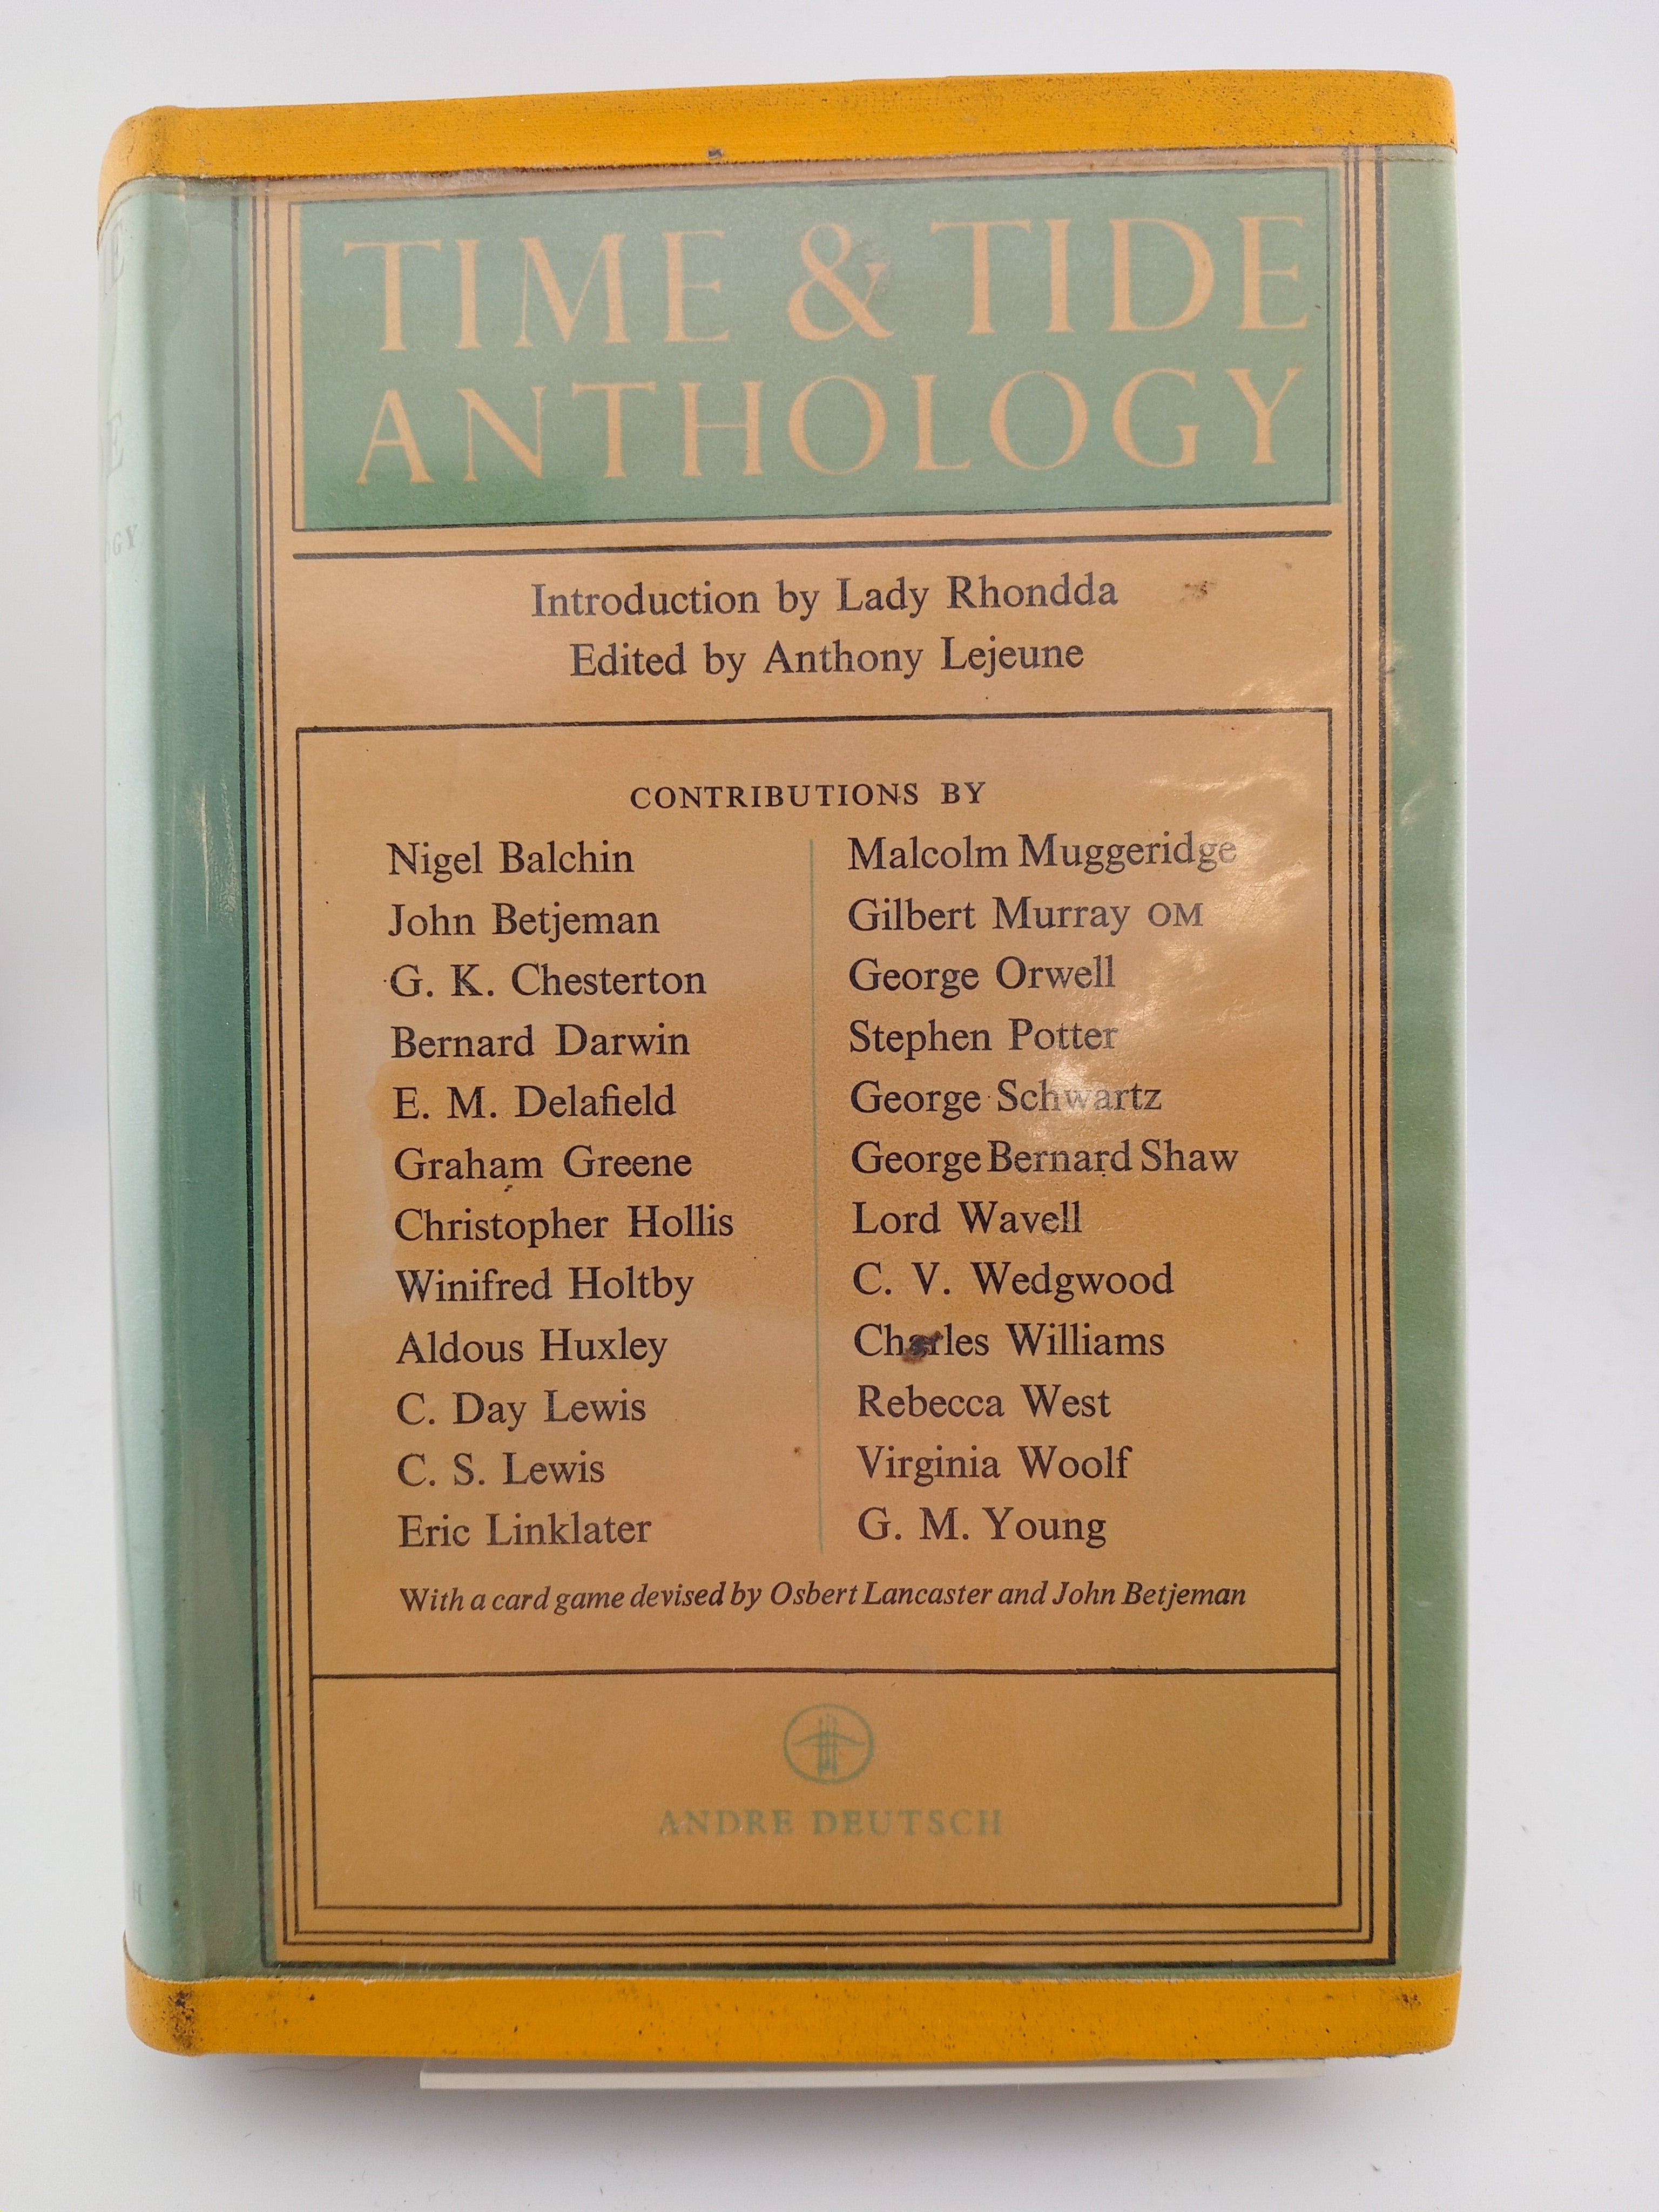 TIME & TIDE
ANTHOLOGY
Introduction by Lady Rhondda
Edited by Anthony Lejeune
CONTRIBUTIONS BY
Nigel Balchin
John Betjeman
G. K. Chesterton
Bernard Darwin
E. M. Delafield
Graham Greene
Christopher Hollis
Winifred Holtby
Aldous Huxley
C. Day Lewis
C. S. Lewis
Eric Linklater
Malcolm Muggeridge
Gilbert Murray OM
George Orwell
Stephen Potter
George Schwartz
George Bernard Shaw
Lord Wavell
C. V. Wedgwood
Charles Williams
Rebecca West
Virginia Woolf
G. M. Young
With a card game devised by Osbert Lancaster and John Betjeman
ANDRE DEUTSCH